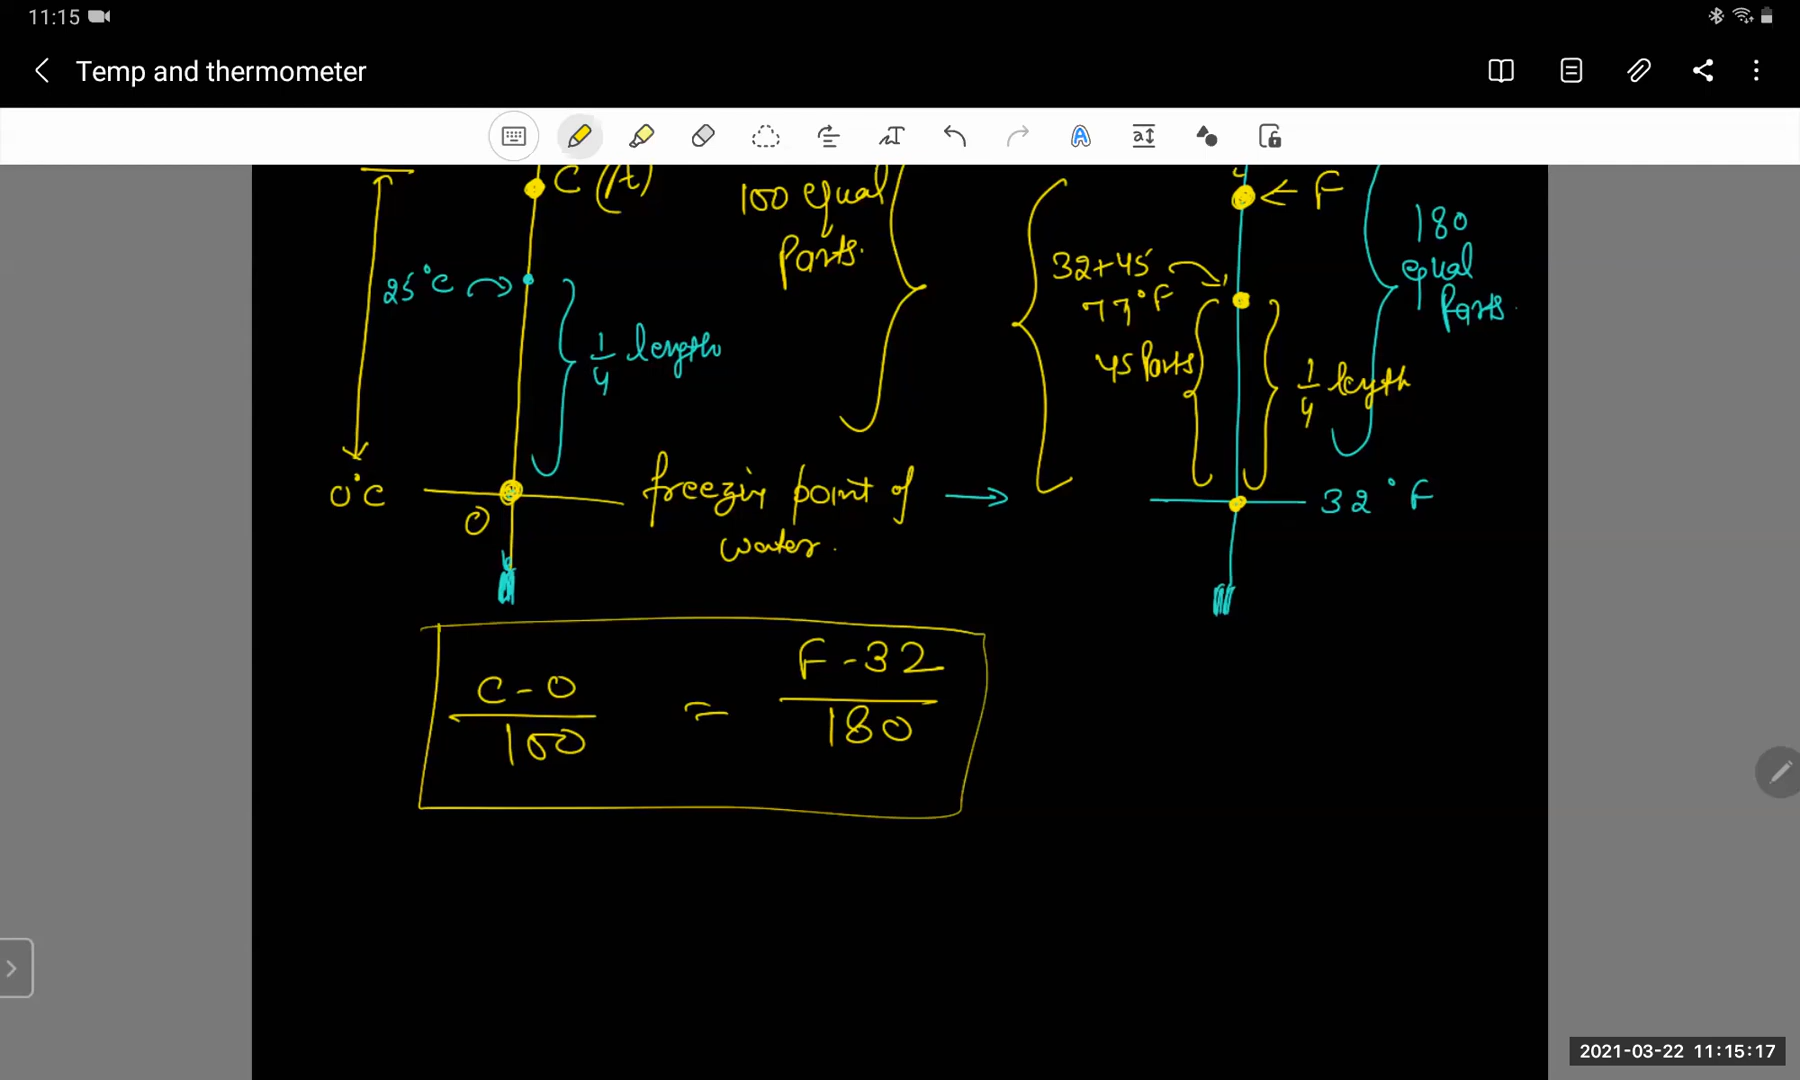 11:15
Temp and thermometer
C (t)
100 equal
parts.
F
180
equal
parts.
25°C
1/4 length
32+45
77°F
45 parts
1/4 length
0°C
0
freezin point of
water.
32°F
C - 0
100
=
F - 32
180
2021-03-22 11:15:17